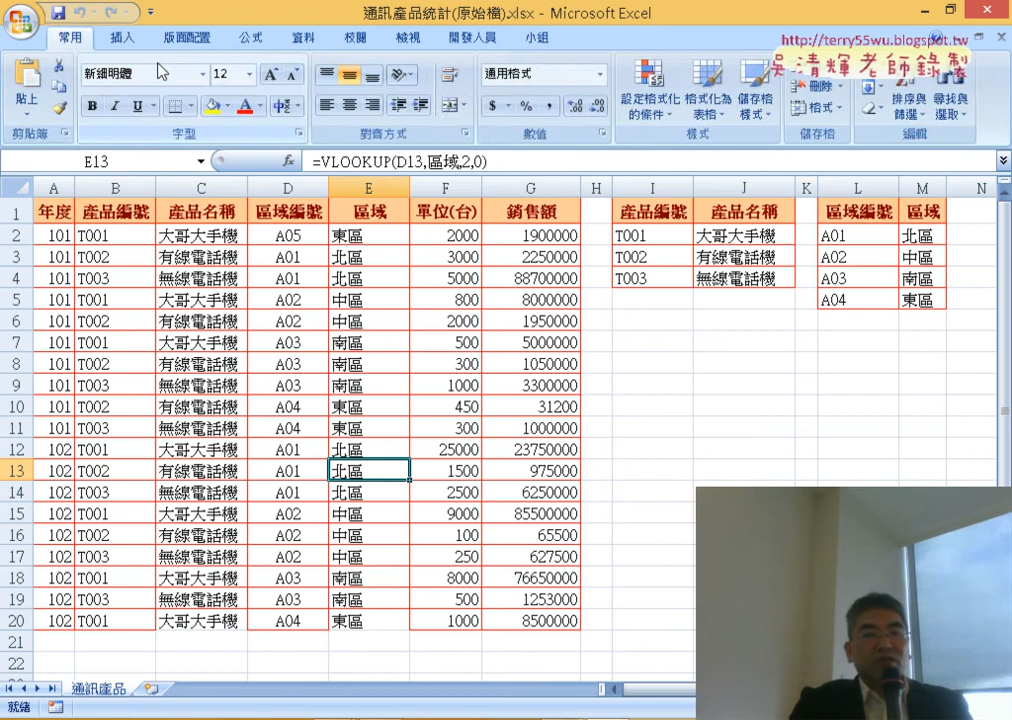 通訊產品統計(原始檔).xlsx - Microsoft Excel
常用 插入 版面配置 公式 資料 校閱 檢視 開發人員 小組
http://terry55wu.blogspot.tw
吳清輝老師錄製
貼上 新細明體 12 通用格式 設定格式化的條件 格式化為表格 儲存格樣式 刪除 格式 排序與篩選 尋找與選取
剪貼簿 字型 對齊方式 數值 樣式 儲存格 編輯
E13 fx =VLOOKUP(D13,區域,2,0)
A B C D E F G H I J K L M N
1 年度 產品編號 產品名稱 區域編號 區域 單位(台) 銷售額 產品編號 產品名稱 區域編號 區域
2 101 T001 大哥大手機 A05 東區 2000 1900000 T001 大哥大手機 A01 北區
3 101 T002 有線電話機 A01 北區 3000 2250000 T002 有線電話機 A02 中區
4 101 T003 無線電話機 A01 北區 5000 88700000 T003 無線電話機 A03 南區
5 101 T001 大哥大手機 A02 中區 800 8000000 A04 東區
6 101 T002 有線電話機 A02 中區 2000 1950000
7 101 T001 大哥大手機 A03 南區 500 5000000
8 101 T002 有線電話機 A03 南區 300 1050000
9 101 T003 無線電話機 A03 南區 1000 3300000
10 101 T002 有線電話機 A04 東區 450 31200
11 101 T003 無線電話機 A04 東區 300 1000000
12 102 T001 大哥大手機 A01 北區 25000 23750000
13 102 T002 有線電話機 A01 北區 1500 975000
14 102 T003 無線電話機 A01 北區 2500 6250000
15 102 T001 大哥大手機 A02 中區 9000 85500000
16 102 T002 有線電話機 A02 中區 100 65500
17 102 T003 無線電話機 A02 中區 250 627500
18 102 T001 大哥大手機 A03 南區 8000 76650000
19 102 T003 無線電話機 A03 南區 500 1253000
20 102 T001 大哥大手機 A04 東區 1000 8500000
21
22
通訊產品
就緒